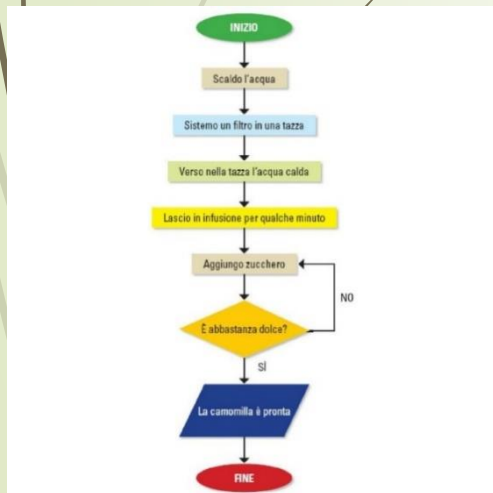 INIZIO
Scaldo l'acqua
Sistemo un filtro in una tazza
Verso nella tazza l'acqua calda
Lascio in infusione per qualche minuto
Aggiungo zucchero
NO
È abbastanza dolce?
SÌ
La camomilla è pronta
FINE